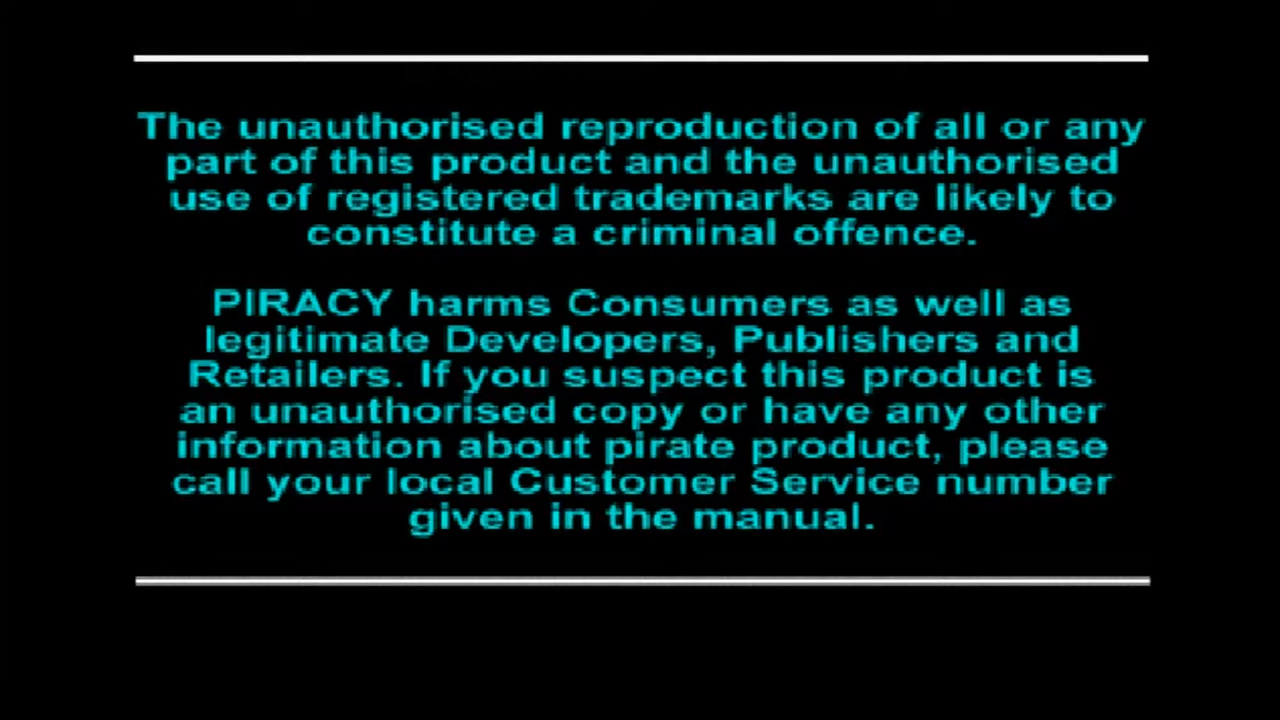 The unauthorised reproduction of all or any
part of this product and the unauthorised
use of registered trademarks are likely to
constitute a criminal offence.
PIRACY harms Consumers as well as
legitimate Developers, Publishers and
Retailers. If you suspect this product is
an unauthorised copy or have any other
information about pirate product, please
call your local Customer Service number
given in the manual.